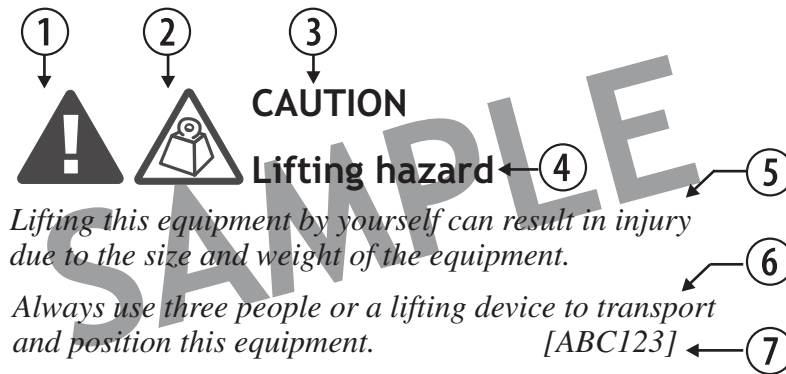 1 2 3
CAUTION
Lifting hazard 4
5
Lifting this equipment by yourself can result in injury
due to the size and weight of the equipment.
6
Always use three people or a lifting device to transport
and position this equipment. [ABC123] 7
SAMPLE